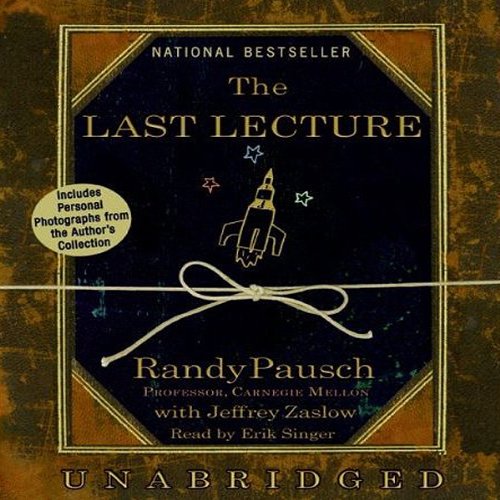 NATIONAL BESTSELLER
The
LAST LECTURE
Includes
Personal
Photographs from
the Author's
Collection
Randy Pausch
PROFESSOR, CARNEGIE MELLON
with Jeffrey Zaslow
Read by Erik Singer
UNABRIDGED